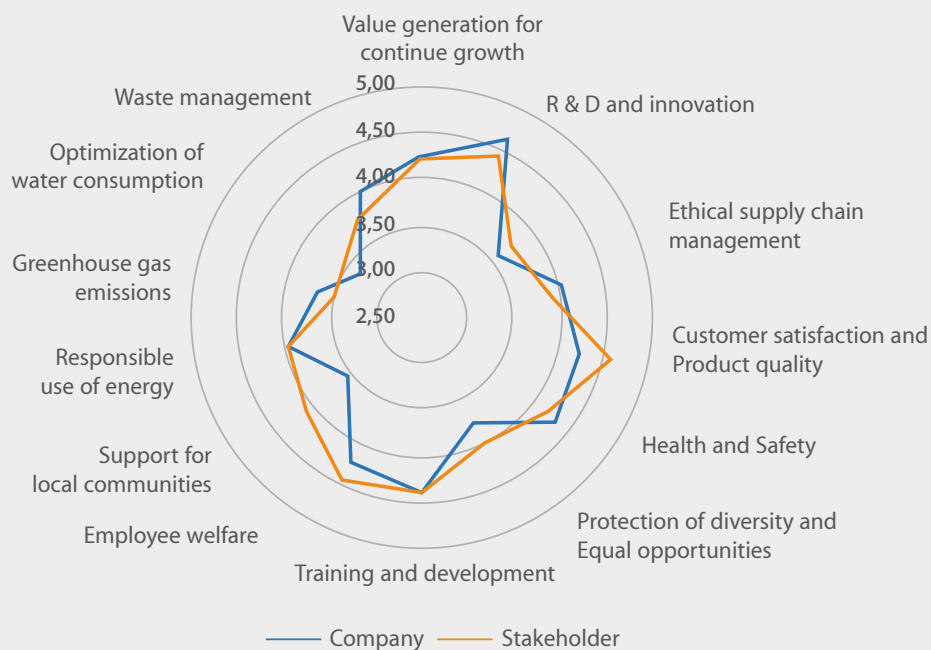 Value generation for
continue growth
R & D and innovation
Ethical supply chain
management
Customer satisfaction and
Product quality
Health and Safety
Protection of diversity and
Equal opportunities
Training and development
Employee welfare
Support for
local communities
Responsible
use of energy
Greenhouse gas
emissions
Optimization of
water consumption
Waste management
5,00
4,50
4,00
3,50
3,00
2,50
Company
Stakeholder